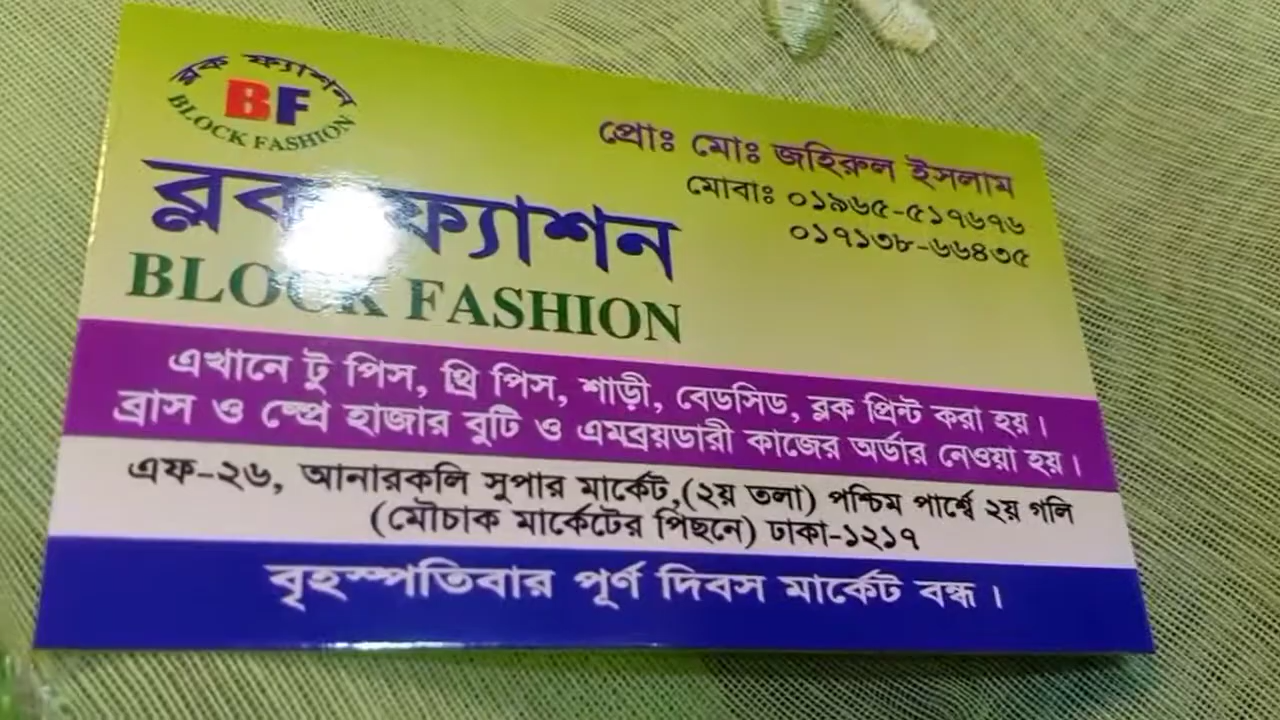 ব্লক ফ্যাশন
BF
BLOCK FASHION
প্রোঃ মোঃ জহিরুল ইসলাম
মোবাঃ ০১৯৬৫-৫১৭৬৭৬
০১৭১৩৮-৬৬৪৩৫
ব্লক ফ্যাশন
BLOCK FASHION
এখানে টু পিস, থ্রি পিস, শাড়ী, বেডসিড, ব্লক প্রিন্ট করা হয়।
ব্রাস ও স্প্রে হাজার বুটি ও এমব্রয়ডারী কাজের অর্ডার নেওয়া হয়।
এফ-২৬, আনারকলি সুপার মার্কেট,(২য় তলা) পশ্চিম পার্শ্বে ২য় গলি
(মৌচাক মার্কেটের পিছনে) ঢাকা-১২১৭
বৃহস্পতিবার পূর্ণ দিবস মার্কেট বন্ধ।